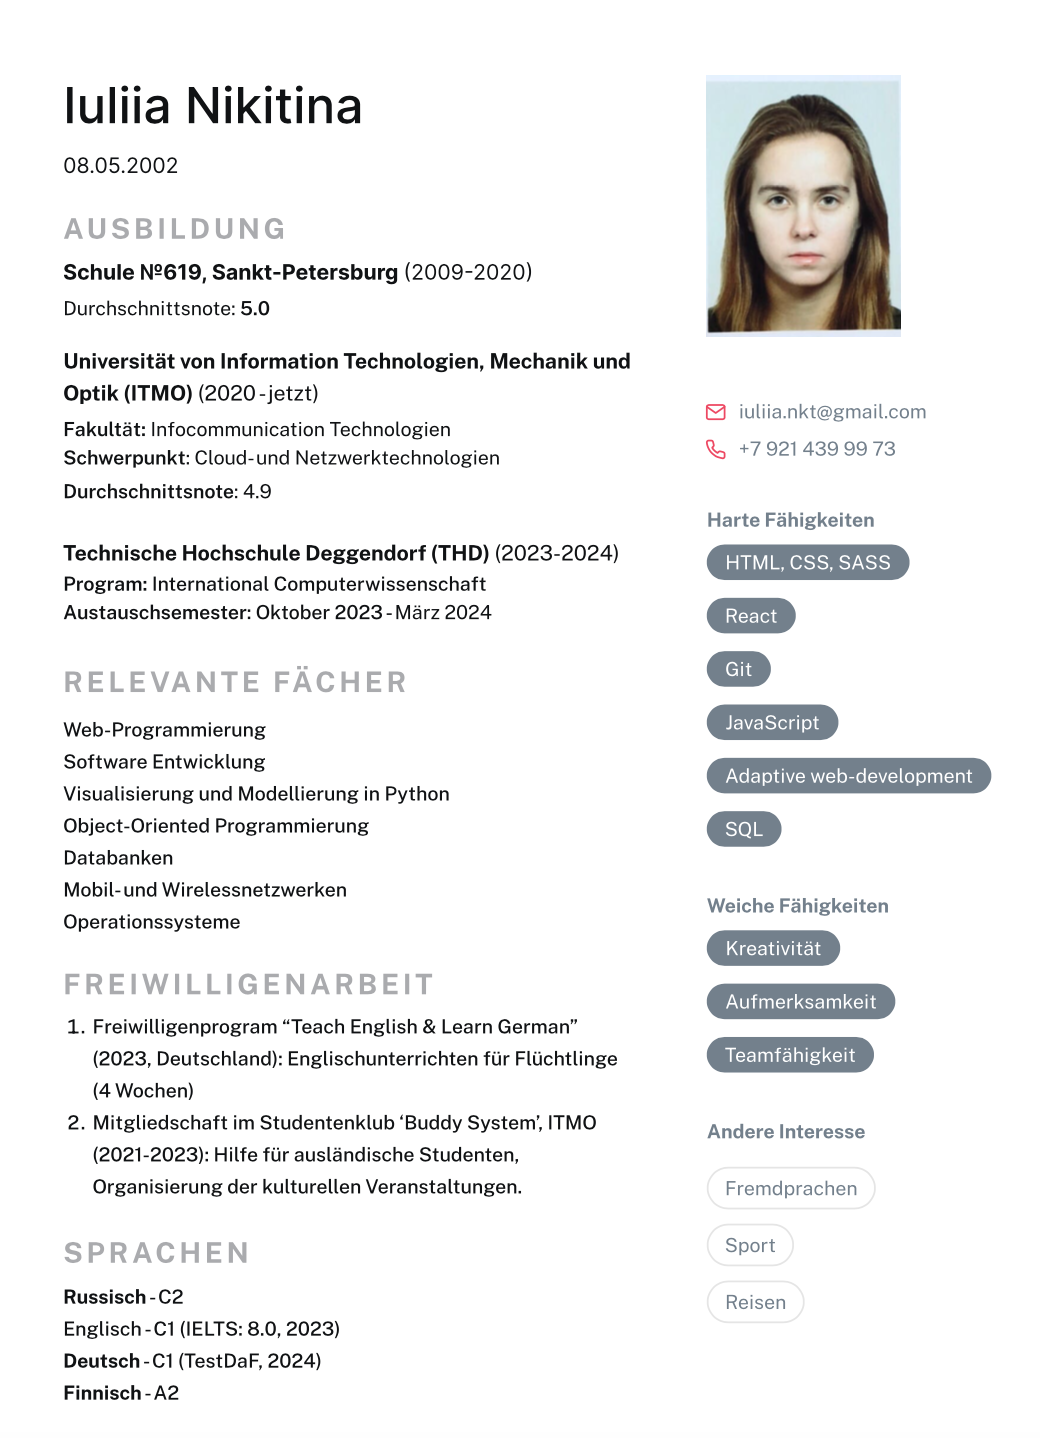 Iuliia Nikitina
08.05.2002
AUSBILDUNG
Schule №619, Sankt-Petersburg (2009-2020)
Durchschnittsnote: 5.0
Universität von Information Technologien, Mechanik und
Optik (ITMO) (2020 - jetzt)
Fakultät: Infocommunication Technologien
Schwerpunkt: Cloud- und Netzwerktechnologien
Durchschnittsnote: 4.9
Technische Hochschule Deggendorf (THD) (2023-2024)
Program: International Computerwissenschaft
Austauschsemester: Oktober 2023 - März 2024
RELEVANTE FÄCHER
Web-Programmierung
Software Entwicklung
Visualisierung und Modellierung in Python
Object-Oriented Programmierung
Databanken
Mobil- und Wirelessnetzwerken
Operationssysteme
FREIWILLIGENARBEIT
1. Freiwilligenprogram “Teach English & Learn German”
(2023, Deutschland): Englischunterrichten für Flüchtlinge
(4 Wochen)
2. Mitgliedschaft im Studentenklub ‘Buddy System’, ITMO
(2021-2023): Hilfe für ausländische Studenten,
Organisierung der kulturellen Veranstaltungen.
SPRACHEN
Russisch - C2
Englisch - C1 (IELTS: 8.0, 2023)
Deutsch - C1 (TestDaF, 2024)
Finnisch - A2
iuliia.nkt@gmail.com
+7 921 439 99 73
Harte Fähigkeiten
HTML, CSS, SASS
React
Git
JavaScript
Adaptive web-development
SQL
Weiche Fähigkeiten
Kreativität
Aufmerksamkeit
Teamfähigkeit
Andere Interesse
Fremdprachen
Sport
Reisen